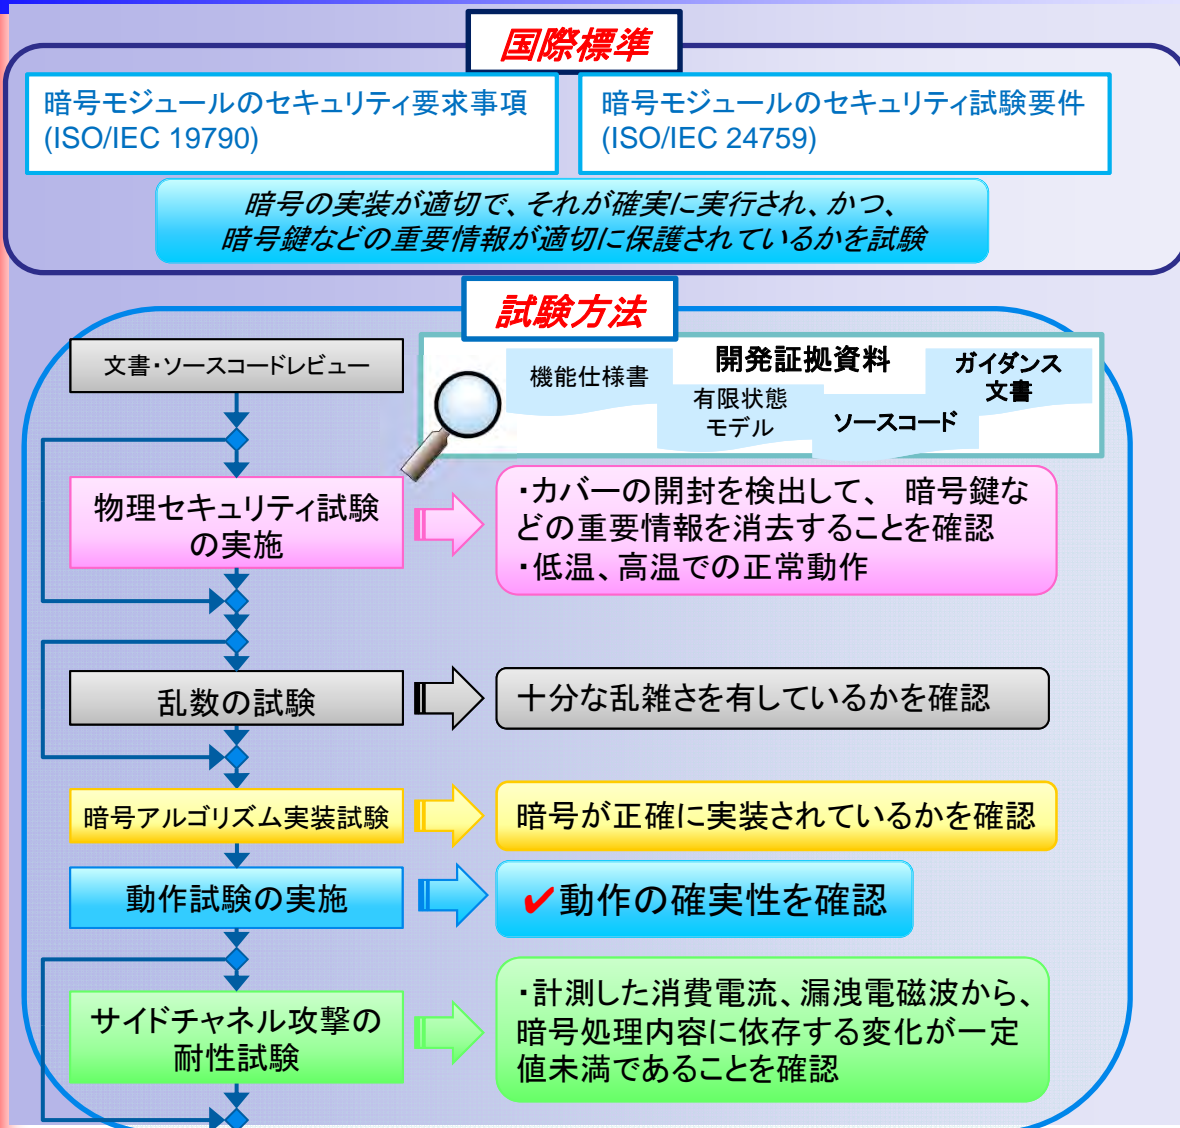 国際標準
暗号モジュールのセキュリティ要求事項
(ISO/IEC 19790)
暗号モジュールのセキュリティ試験要件
(ISO/IEC 24759)
暗号の実装が適切で、それが確実に実行され、かつ、
暗号鍵などの重要情報が適切に保護されているかを試験
試験方法
文書・ソースコードレビュー
機能仕様書
開発証拠資料
有限状態
モデル
ソースコード
ガイダンス
文書
物理セキュリティ試験
の実施
・カバーの開封を検出して、 暗号鍵な
どの重要情報を消去することを確認
・低温、高温での正常動作
乱数の試験
十分な乱雑さを有しているかを確認
暗号アルゴリズム実装試験
暗号が正確に実装されているかを確認
動作試験の実施
✔動作の確実性を確認
サイドチャネル攻撃の
耐性試験
・計測した消費電流、漏洩電磁波から、
暗号処理内容に依存する変化が一定
値未満であることを確認